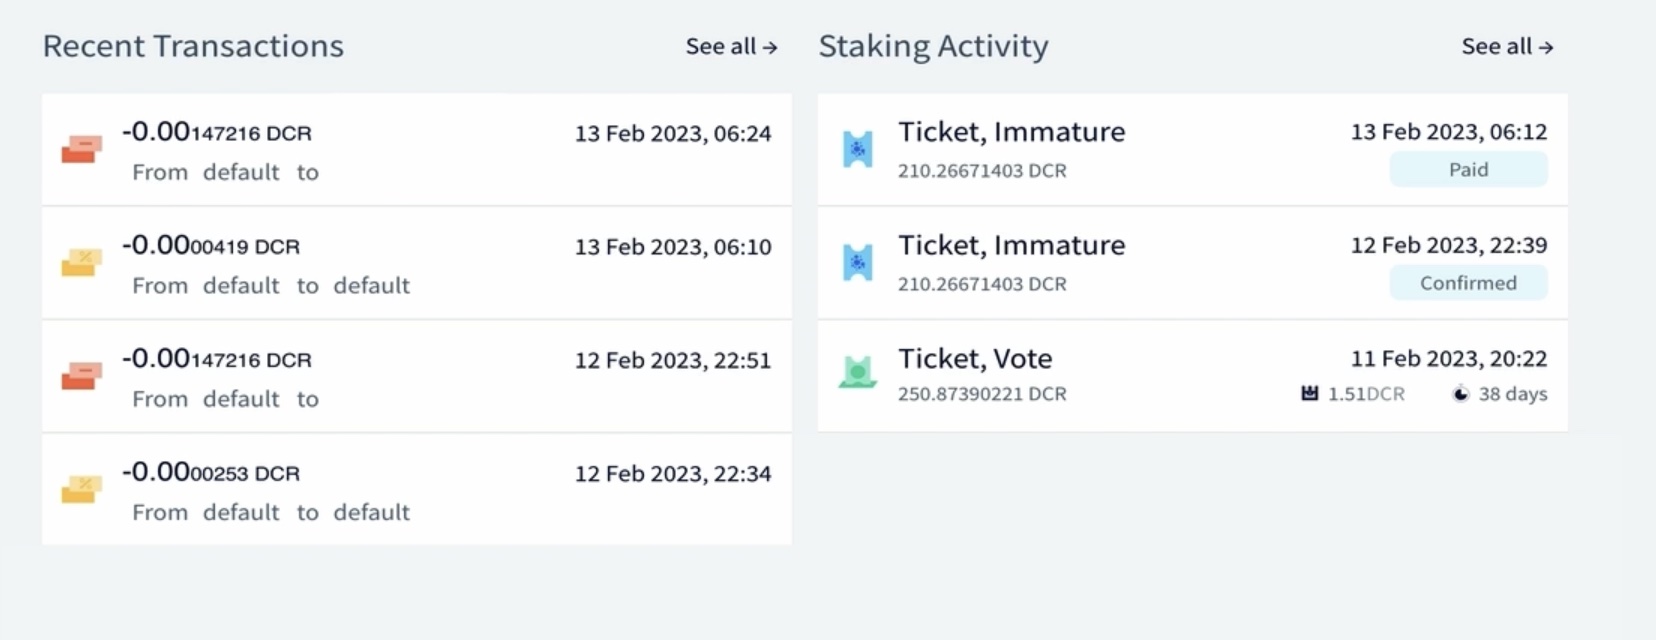 Recent Transactions
See all →
-0.00147216 DCR
13 Feb 2023, 06:24
From default to
-0.0000419 DCR
13 Feb 2023, 06:10
From default to default
-0.00147216 DCR
12 Feb 2023, 22:51
From default to
-0.0000253 DCR
12 Feb 2023, 22:34
From default to default
Staking Activity
See all →
Ticket, Immature
13 Feb 2023, 06:12
210.26671403 DCR
Paid
Ticket, Immature
12 Feb 2023, 22:39
210.26671403 DCR
Confirmed
Ticket, Vote
11 Feb 2023, 20:22
250.87390221 DCR
1.51DCR
38 days